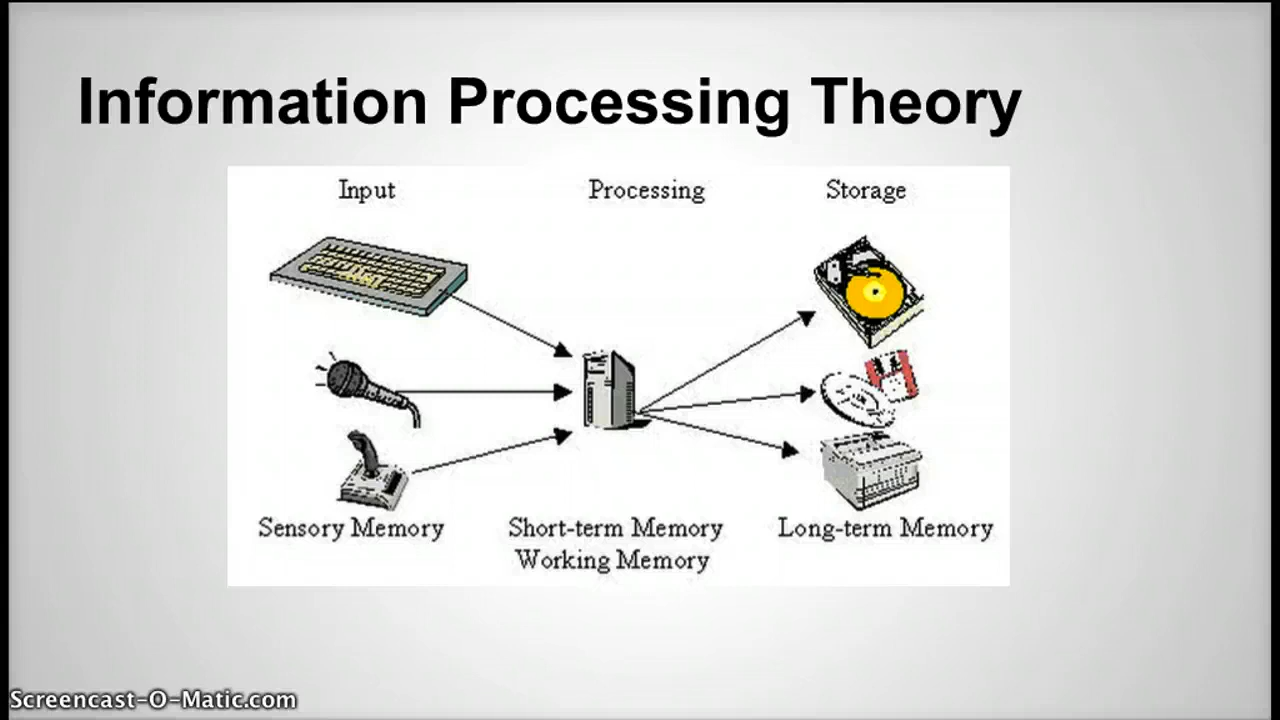 Information Processing Theory
Input
Processing
Storage
Sensory Memory
Short-term Memory
Working Memory
Long-term Memory
Screencast-O-Matic.com